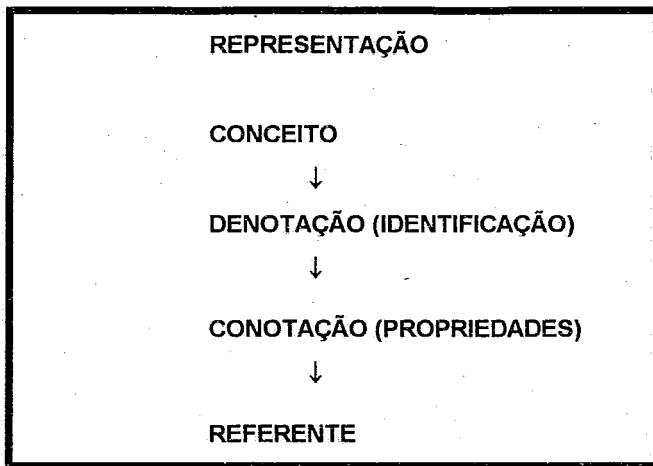 REPRESENTAÇÃO
CONCEITO
↓
DENOTAÇÃO (IDENTIFICAÇÃO)
↓
CONOTAÇÃO (PROPRIEDADES)
↓
REFERENTE